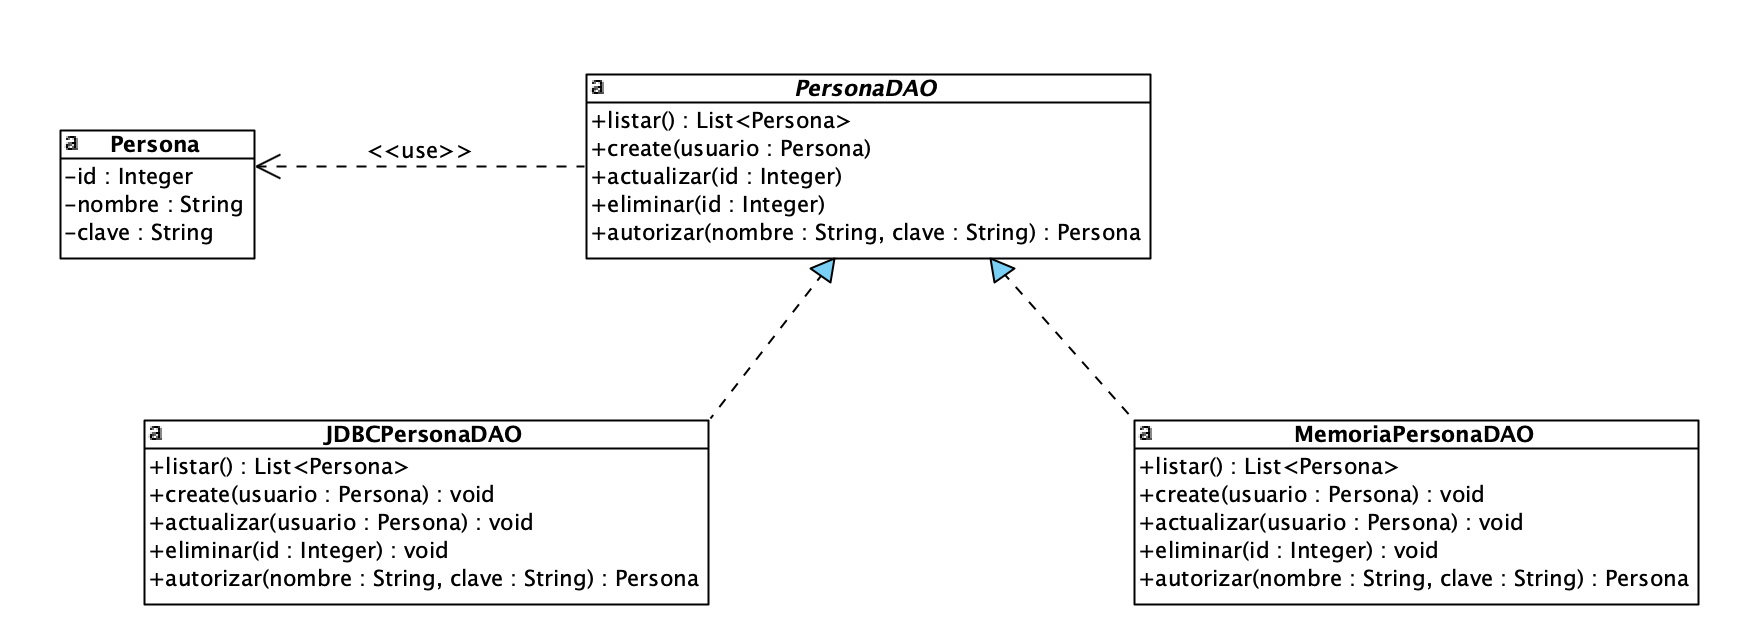 a Persona
-id : Integer
-nombre : String
-clave : String
<<use>>
a PersonaDAO
+listar() : List<Persona>
+create(usuario : Persona)
+actualizar(id : Integer)
+eliminar(id : Integer)
+autorizar(nombre : String, clave : String) : Persona
a JDBCPersonaDAO
+listar() : List<Persona>
+create(usuario : Persona) : void
+actualizar(usuario : Persona) : void
+eliminar(id : Integer) : void
+autorizar(nombre : String, clave : String) : Persona
a MemoriaPersonaDAO
+listar() : List<Persona>
+create(usuario : Persona) : void
+actualizar(usuario : Persona) : void
+eliminar(id : Integer) : void
+autorizar(nombre : String, clave : String) : Persona